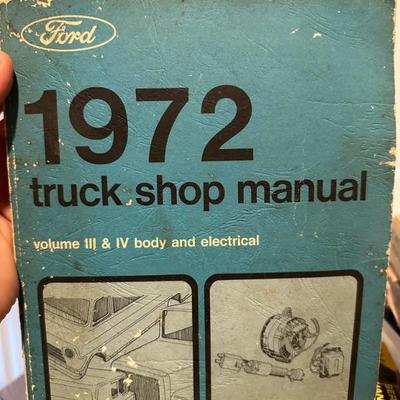 Ford
1972
truck shop manual
volume III & IV body and electrical